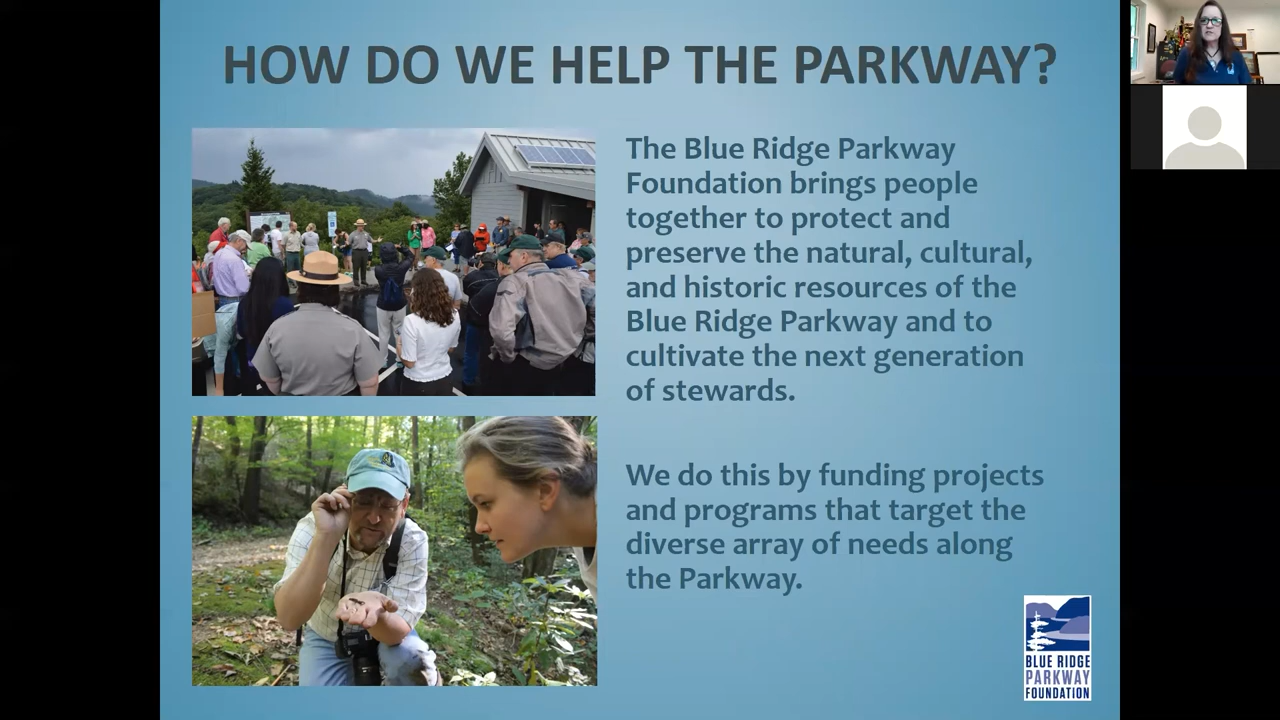 HOW DO WE HELP THE PARKWAY?
The Blue Ridge Parkway
Foundation brings people
together to protect and
preserve the natural, cultural,
and historic resources of the
Blue Ridge Parkway and to
cultivate the next generation
of stewards.
We do this by funding projects
and programs that target the
diverse array of needs along
the Parkway.
BLUE RIDGE
PARKWAY
FOUNDATION